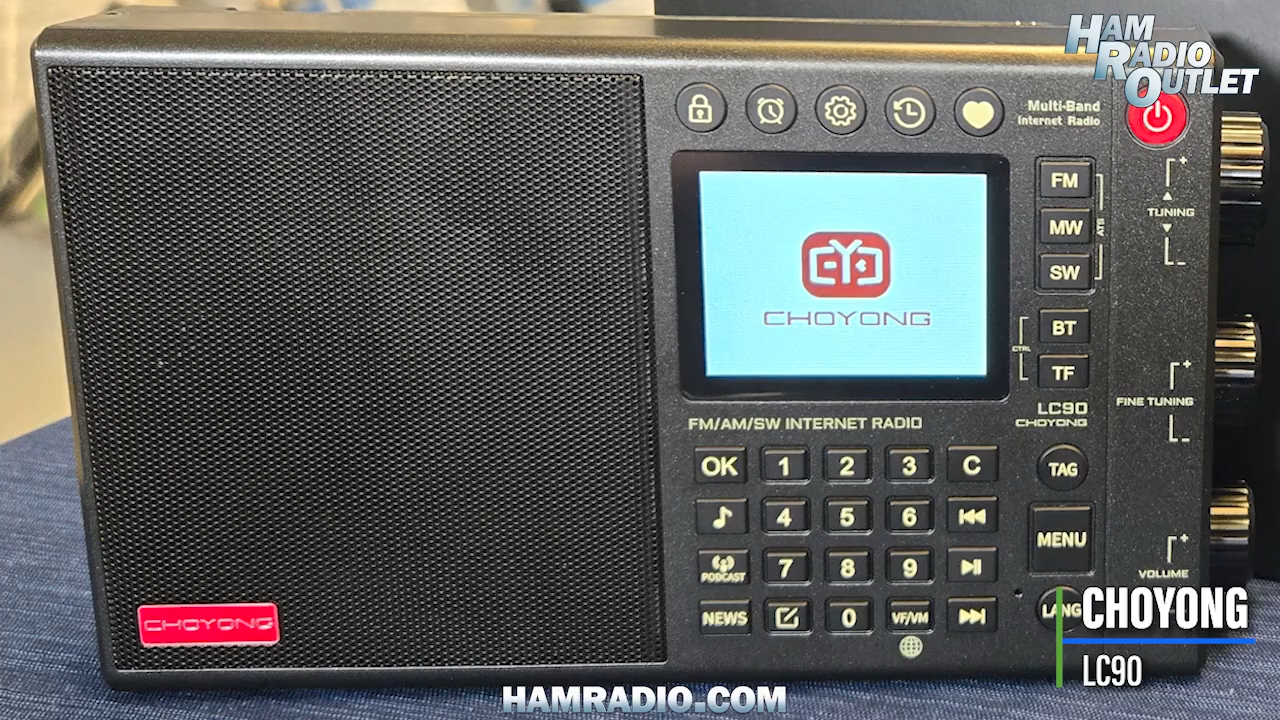 HAM
RADIO
OUTLET
Multi-Band
Internet Radio
FM
MW
SW
ATS
TUNING
CHOYONG
BT
CTRL
TF
FINE TUNING
LC90
CHOYONG
FM/AM/SW INTERNET RADIO
OK 1 2 3 C
TAG
4 5 6
MENU
PODCAST 7 8 9
VOLUME
NEWS 0 VF/VM
LANG
CHOYONG
CHOYONG
LC90
HAMRADIO.COM